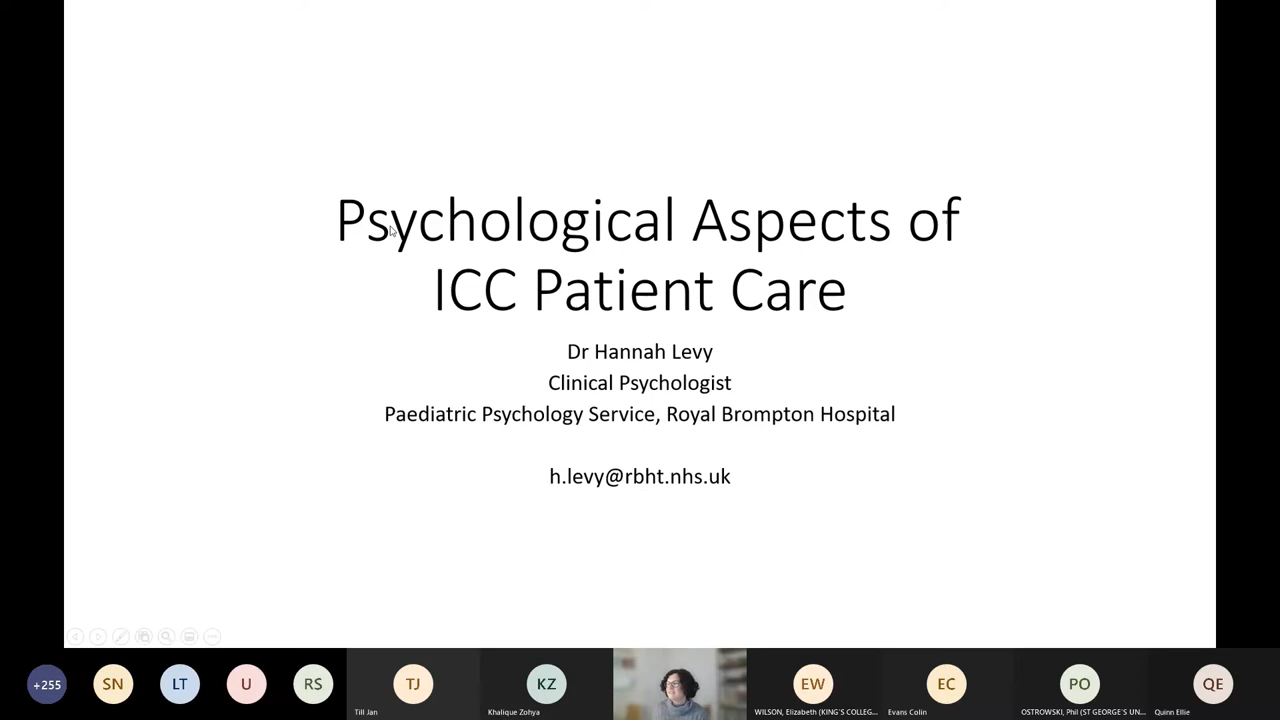 Psychological Aspects of
ICC Patient Care
Dr Hannah Levy
Clinical Psychologist
Paediatric Psychology Service, Royal Brompton Hospital
h.levy@rbht.nhs.uk
+255
SN
LT
U
RS
TJ
KZ
EW
EC
PO
QE
Till Jan
Khalique Zohya
WILSON, Elizabeth (KING'S COLLEG...
Evans Colin
OSTROWSKI, Phil (ST GEORGE'S UN...
Quinn Ellie